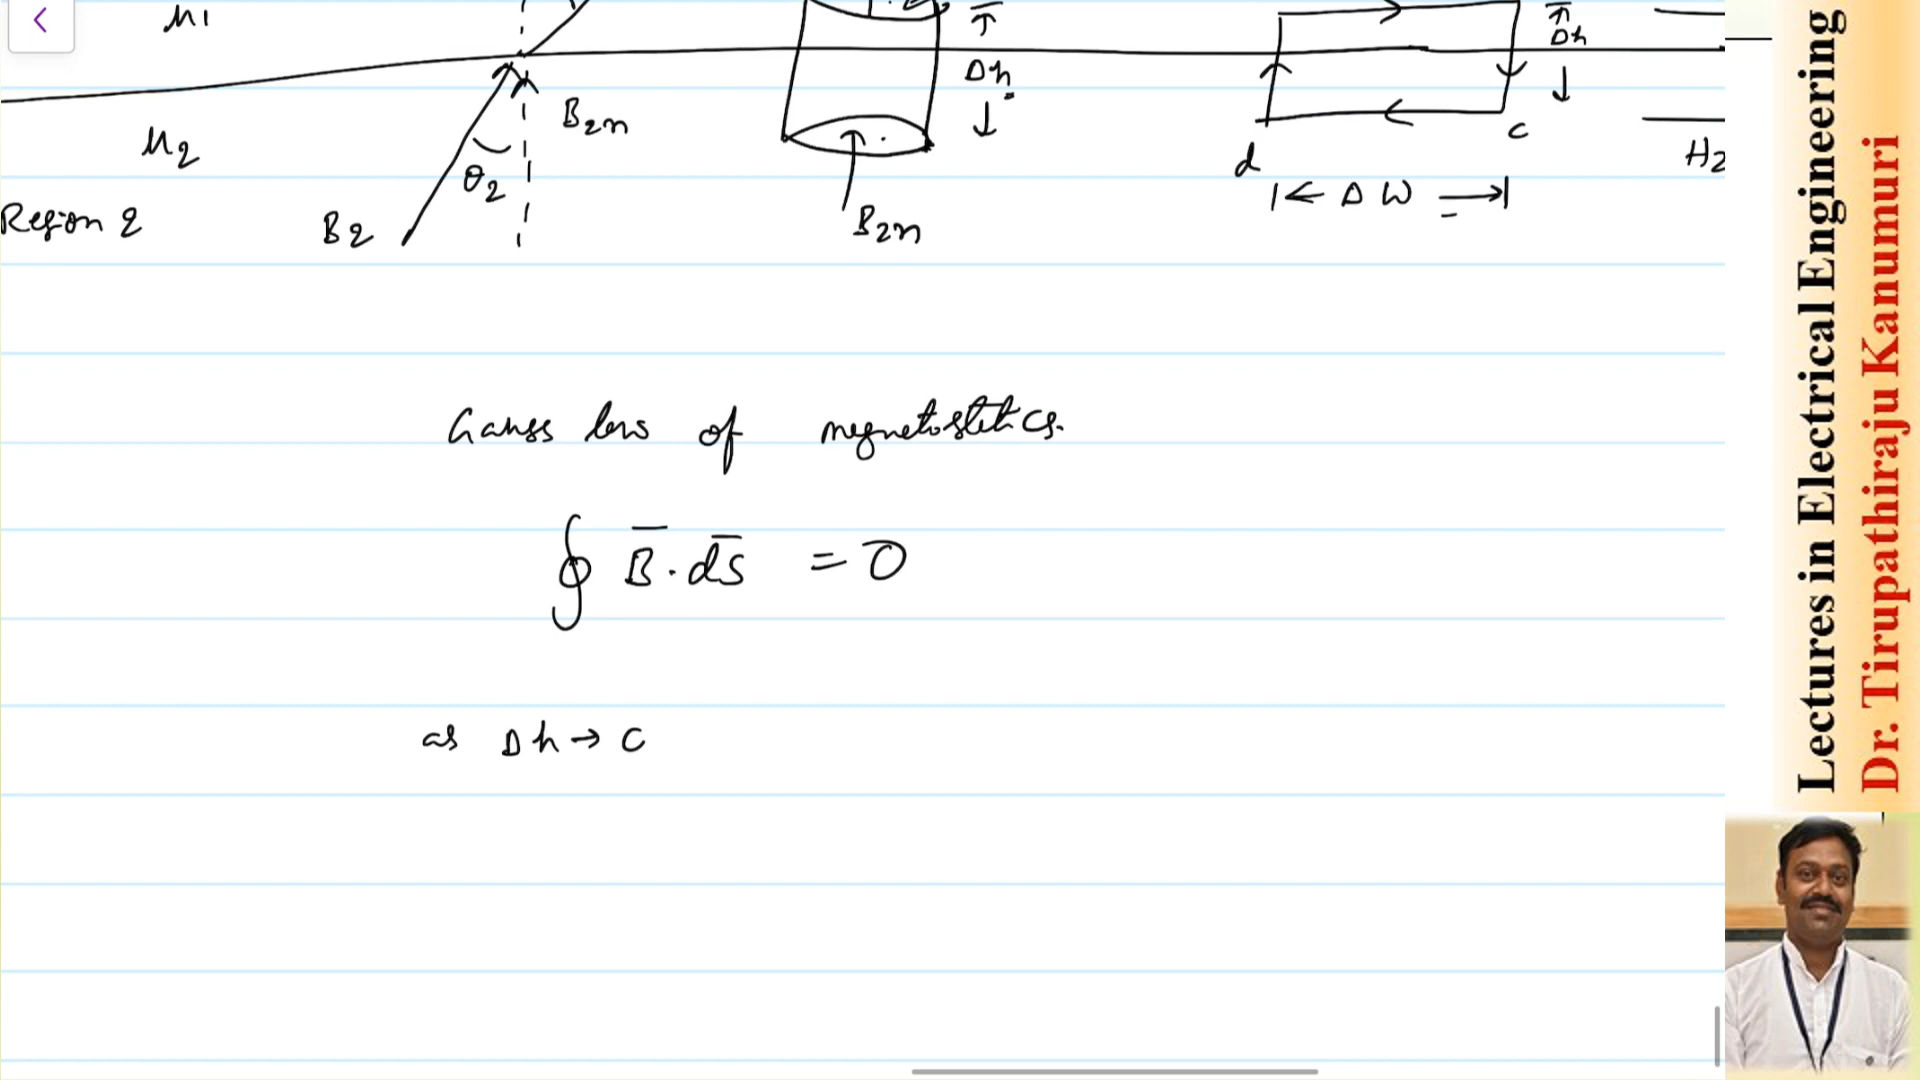 μ1
Δh
Δh
B2n
μ2
θ2
c
d
H2
|← Δ W →|
Region 2
B2
B2n
Gauss law of magnetostatics.
∮ B̅ . ds̅ = 0
as Δh → 0
Lectures in Electrical Engineering
Dr. Tirupathiraju Kanumuri